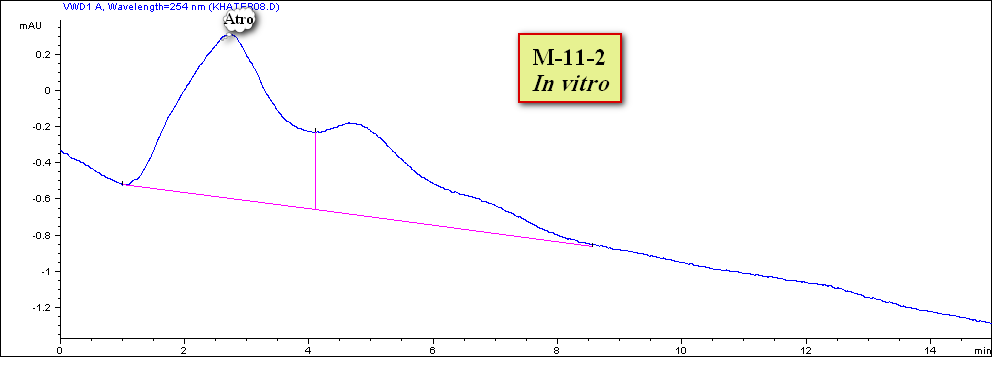 VWD1 A, Wavelength=254 nm (KHATER08.D)
mAU
Atro
M-11-2
In vitro
0.2
0
-0.2
-0.4
-0.6
-0.8
-1
-1.2
0 2 4 6 8 10 12 14 min